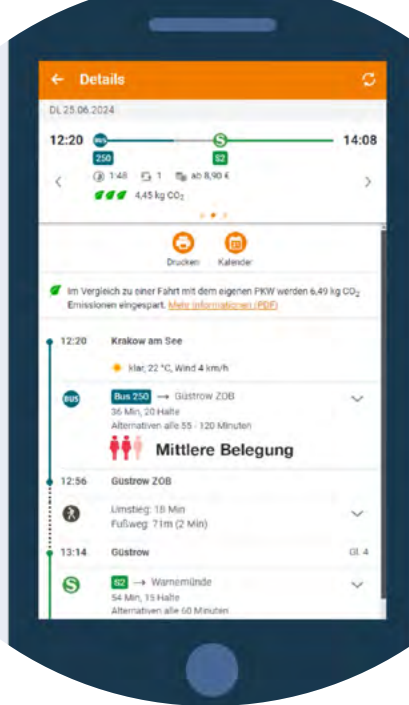 Details
DI, 25.06.2024
12:20 BUS S 14:08
250 S2
1:48 1 ab 8,90 €
4,45 kg CO₂
Drucken Kalender
Im Vergleich zu einer Fahrt mit dem eigenen PKW werden 6,49 kg CO₂
Emissionen eingespart. Mehr Informationen (PDF)
12:20 Krakow am See
klar, 22 °C, Wind 4 km/h
BUS Bus 250 → Güstrow ZOB
36 Min, 20 Halte
Alternativen alle 55 - 120 Minuten
Mittlere Belegung
12:56 Güstrow ZOB
Umstieg: 18 Min
Fußweg: 71m (2 Min)
13:14 Güstrow Gl. 4
S S2 → Warnemünde
54 Min, 15 Halte
Alternativen alle 60 Minuten